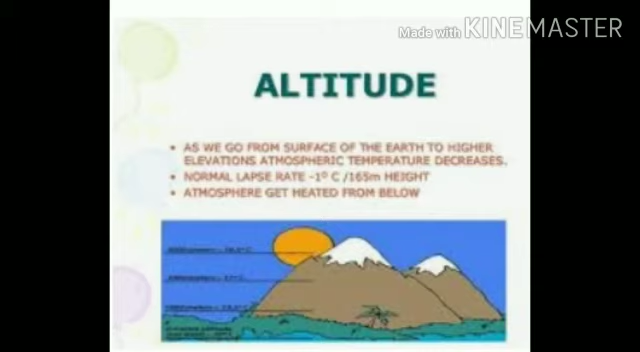 Made with KINEMASTER
ALTITUDE
• AS WE GO FROM SURFACE OF THE EARTH TO HIGHER
ELEVATIONS ATMOSPHERIC TEMPERATURE DECREASES.
• NORMAL LAPSE RATE -1⁰ C /165m HEIGHT
• ATMOSPHERE GET HEATED FROM BELOW